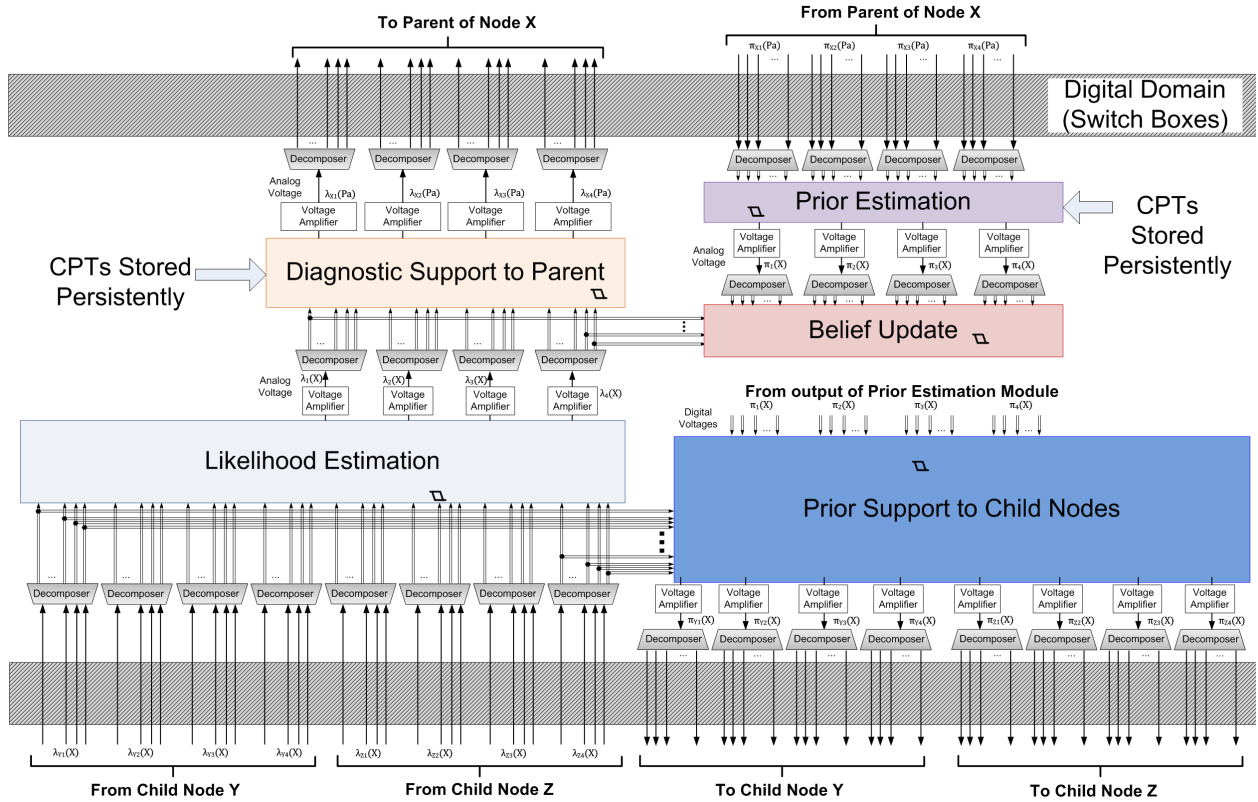 To Parent of Node X
From Parent of Node X
πX1(Pa) πX2(Pa) πX3(Pa) πX4(Pa)
... ... ... ...
Digital Domain
(Switch Boxes)
... ... ... ...
Decomposer Decomposer Decomposer Decomposer
Decomposer Decomposer Decomposer Decomposer
... ... ... ...
Analog
Voltage
λX1(Pa) λX2(Pa) λX3(Pa) λX4(Pa)
Voltage
Amplifier
Voltage
Amplifier
Voltage
Amplifier
Voltage
Amplifier
Prior Estimation
CPTs
Stored
Persistently
Voltage
Amplifier
Voltage
Amplifier
Voltage
Amplifier
Voltage
Amplifier
Analog
Voltage
π1(X) π2(X) π3(X) π4(X)
Decomposer Decomposer Decomposer Decomposer
... ... ... ...
CPTs Stored
Persistently
Diagnostic Support to Parent
Belief Update
... ... ... ...
Decomposer Decomposer Decomposer Decomposer
Analog
Voltage
λ1(X) λ2(X) λ3(X) λ4(X)
Voltage
Amplifier
Voltage
Amplifier
Voltage
Amplifier
Voltage
Amplifier
From output of Prior Estimation Module
Digital
Voltages
π1(X) π2(X) π3(X) π4(X)
... ... ... ...
Likelihood Estimation
Prior Support to Child Nodes
... ... ... ... ... ... ... ...
Decomposer Decomposer Decomposer Decomposer Decomposer Decomposer Decomposer Decomposer
Voltage
Amplifier
Voltage
Amplifier
Voltage
Amplifier
Voltage
Amplifier
Voltage
Amplifier
Voltage
Amplifier
Voltage
Amplifier
Voltage
Amplifier
πY1(X) πY2(X) πY3(X) πY4(X) πZ1(X) πZ2(X) πZ3(X) πZ4(X)
Decomposer Decomposer Decomposer Decomposer Decomposer Decomposer Decomposer Decomposer
... ... ... ... ... ... ... ...
λY1(X) λY2(X) λY3(X) λY4(X) λZ1(X) λZ2(X) λZ3(X) λZ4(X)
From Child Node Y
From Child Node Z
To Child Node Y
To Child Node Z